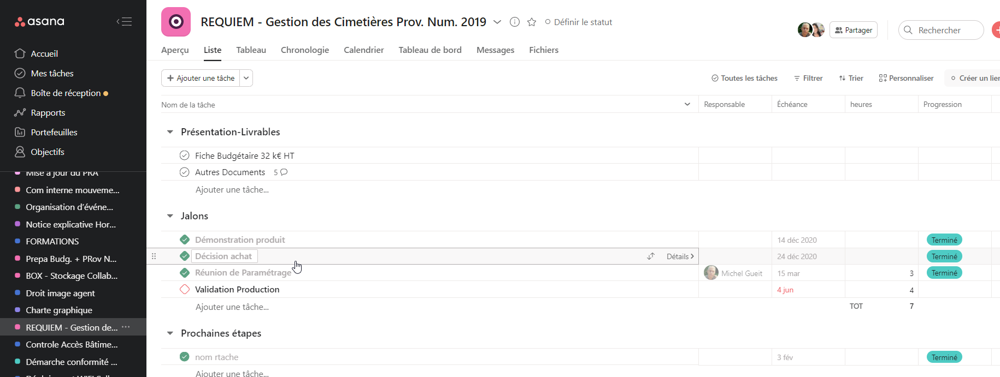 asana
Accueil
Mes tâches
Boîte de réception
Rapports
Portefeuilles
Objectifs
Mise à jour du PRA
Com interne mouveme...
Organisation d'événe...
Notice explicative Hor...
FORMATIONS
Prepa Budg. + PRov N...
BOX - Stockage Collab...
Droit image agent
Charte graphique
REQUIEM - Gestion de...
Controle Accès Bâtime...
Démarche conformité ...
REQUIEM - Gestion des Cimetières Prov. Num. 2019
Définir le statut
Partager
Rechercher
Aperçu Liste Tableau Chronologie Calendrier Tableau de bord Messages Fichiers
+ Ajouter une tâche
Toutes les tâches Filtrer Trier Personnaliser Créer un lien
Nom de la tâche Responsable Échéance heures Progression
Présentation-Livrables
Fiche Budgétaire 32 k€ HT
Autres Documents 5
Ajouter une tâche...
Jalons
Démonstration produit 14 déc 2020 Terminé
Décision achat Détails 24 déc 2020 Terminé
Réunion de Paramétrage Michel Gueit 15 mar 3 Terminé
Validation Production 4 jun 4
Ajouter une tâche... TOT 7
Prochaines étapes
nom rtache 3 fév Terminé
Ajouter une tâche...